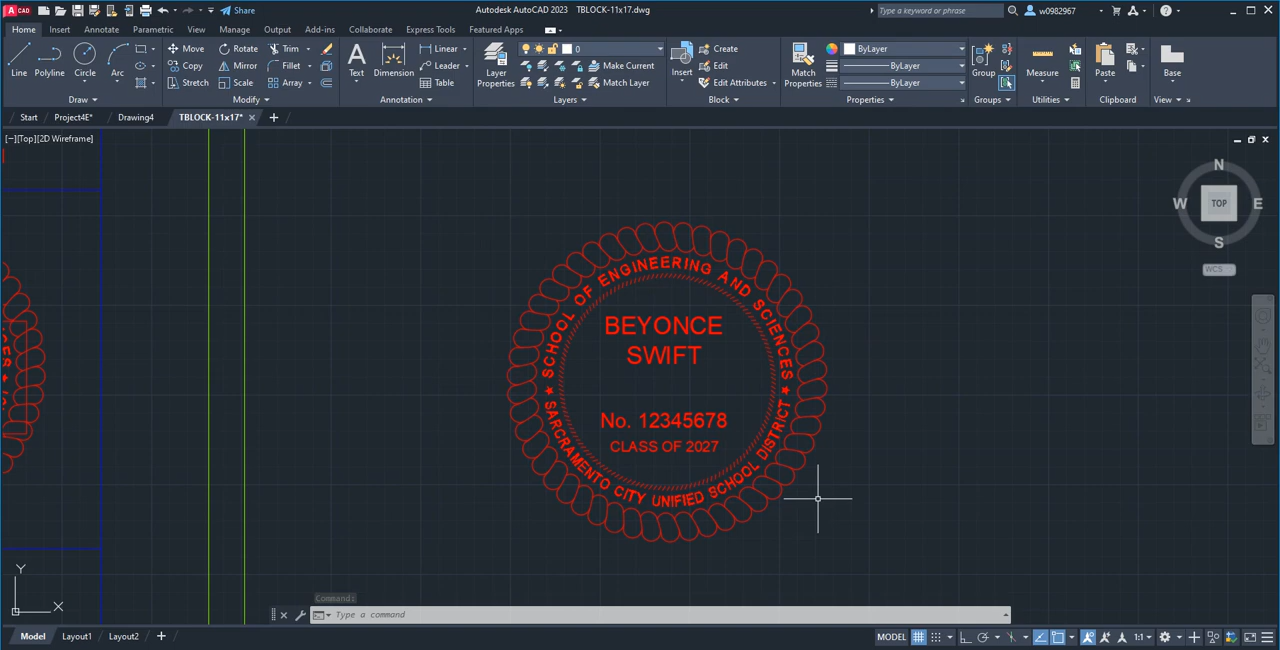 Share
Autodesk AutoCAD 2023 TBLOCK-11x17.dwg
Type a keyword or phrase
w0982967
CAD
Home Insert Annotate Parametric View Manage Output Add-ins Collaborate Express Tools Featured Apps
Line
Polyline
Circle
Arc
Draw
Move
Rotate
Trim
Copy
Mirror
Fillet
Stretch
Scale
Array
Modify
Text
Dimension
Linear
Leader
Table
Annotation
Layer
Properties
0
Make Current
Match Layer
Layers
Insert
Create
Edit
Edit Attributes
Block
Match
Properties
ByLayer
ByLayer
ByLayer
Properties
Group
Groups
Measure
Utilities
Paste
Clipboard
Base
View
Start Project4E* Drawing4 TBLOCK-11x17*
[−][Top][2D Wireframe]
N
W TOP E
S
WCS
SCHOOL OF ENGINEERING AND SCIENCES
BEYONCE
SWIFT
No. 12345678
CLASS OF 2027
★ SARCRAMENTO CITY UNIFIED SCHOOL DISTRICT ★
Y
X
Command:
Type a command
Model Layout1 Layout2
MODEL
1:1